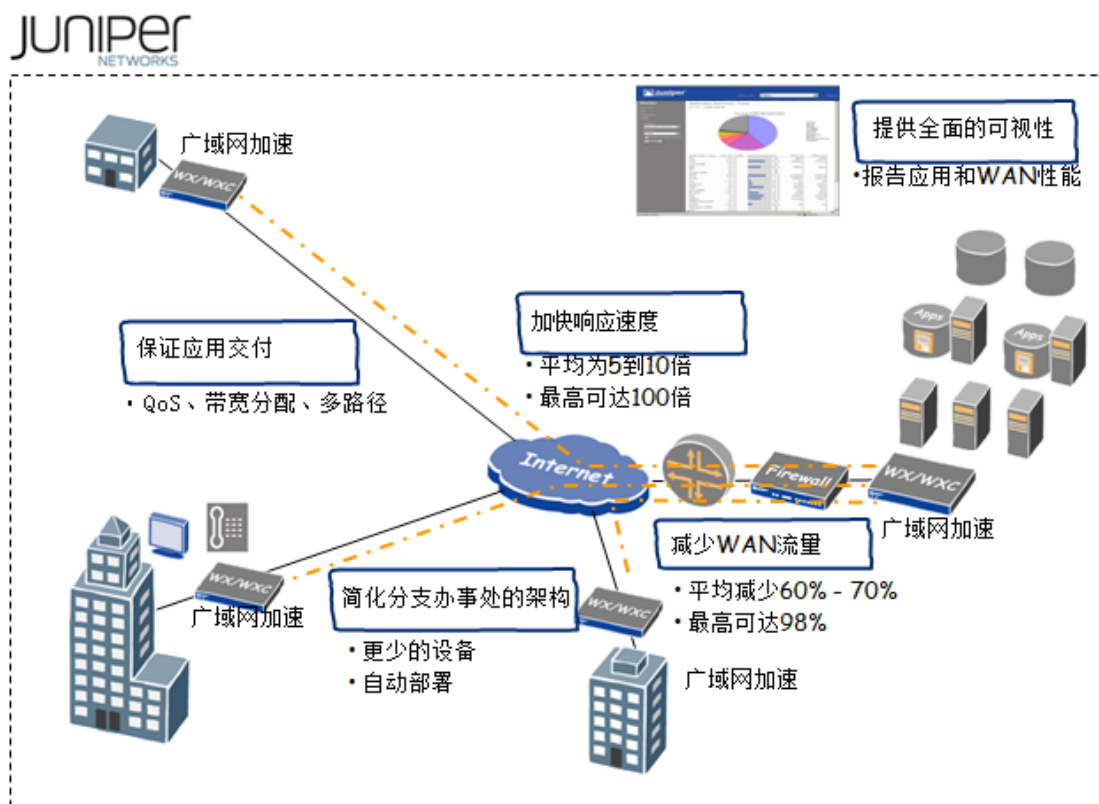 JUNIPER
NETWORKS
广域网加速
WX/WXC
Juniper
提供全面的可视性
•报告应用和WAN性能
加快响应速度
• 平均为5到10倍
• 最高可达100倍
保证应用交付
• QoS、带宽分配、多路径
Apps
Apps
Internet
Firewall
WX/WXC
广域网加速
减少WAN流量
• 平均减少60% - 70%
• 最高可达98%
WX/WXC
广域网加速
简化分支办事处的架构
• 更少的设备
• 自动部署
WX/WXC
广域网加速